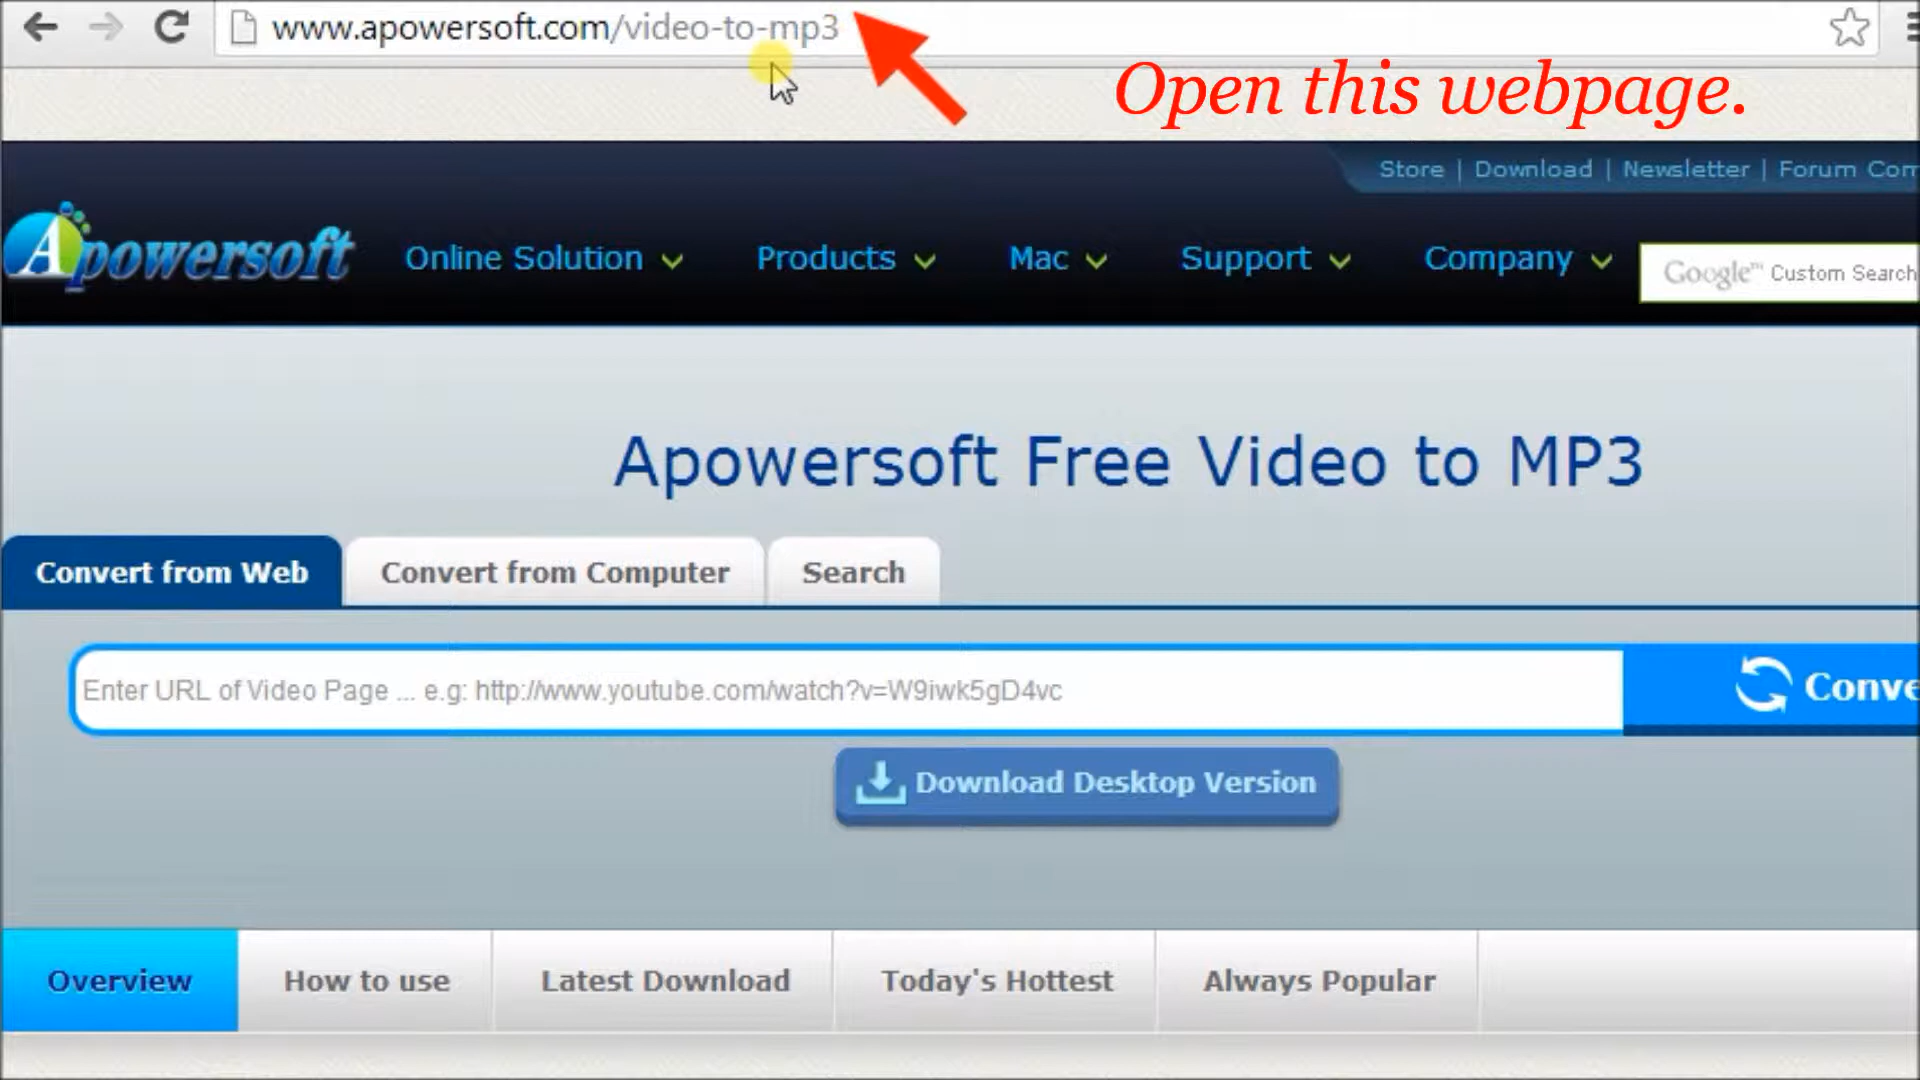 www.apowersoft.com/video-to-mp3
Open this webpage.
Store | Download | Newsletter | Forum Com
Apowersoft
Online Solution Products Mac Support Company
Google™ Custom Search
Apowersoft Free Video to MP3
Convert from Web Convert from Computer Search
Enter URL of Video Page ... e.g: http://www.youtube.com/watch?v=W9iwk5gD4vc
Conve
Download Desktop Version
Overview How to use Latest Download Today's Hottest Always Popular